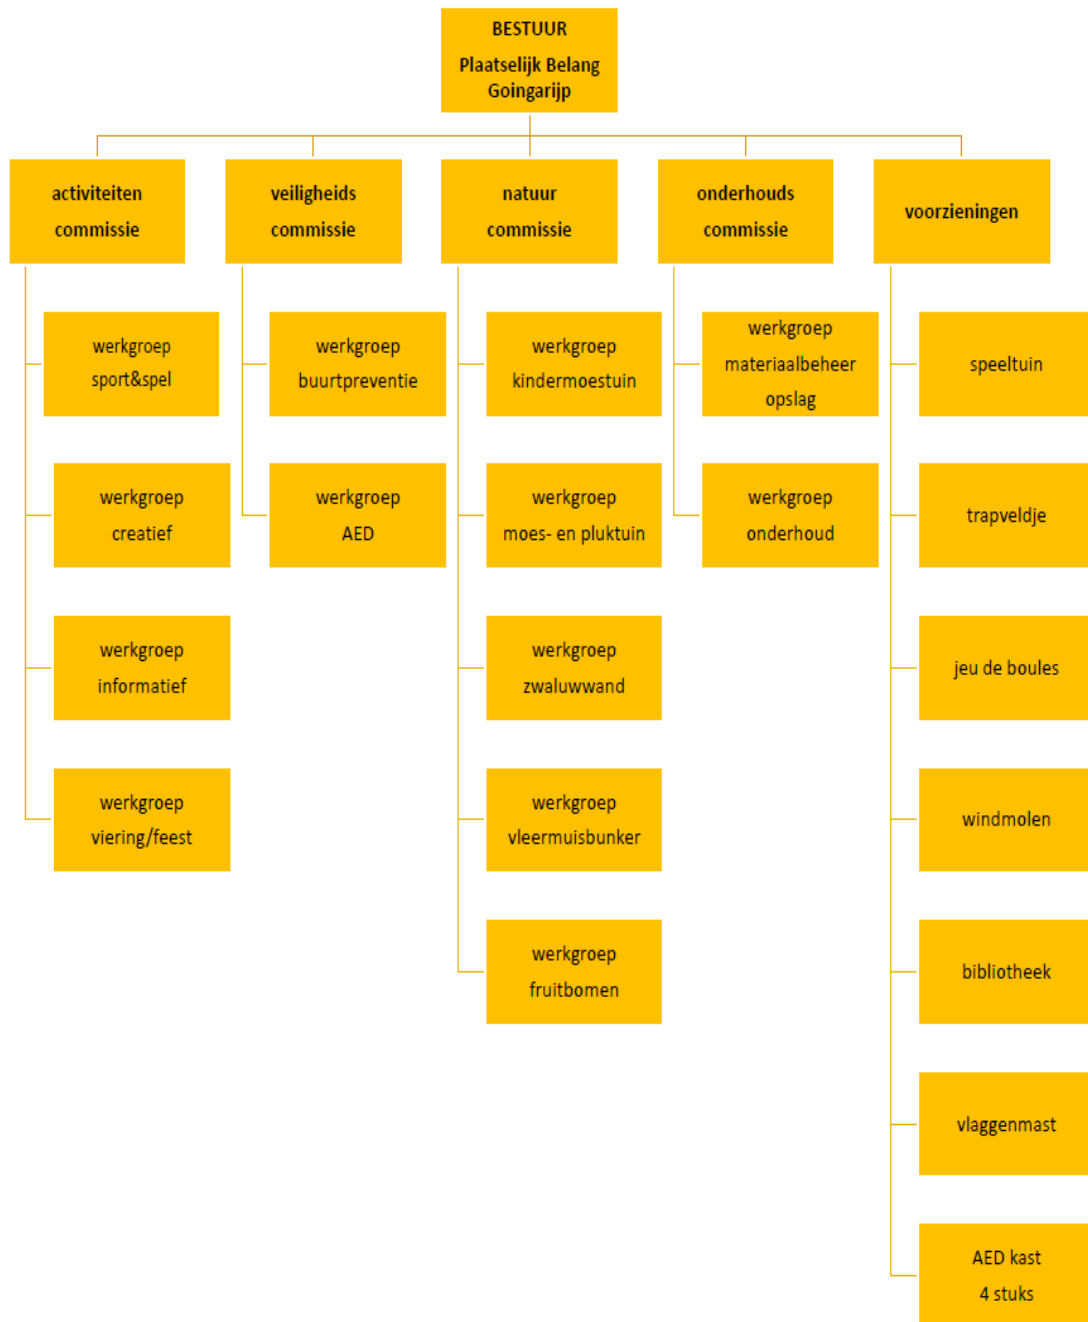 BESTUUR
Plaatselijk Belang
Goingarijp
activiteiten
commissie
veiligheids
commissie
natuur
commissie
onderhouds
commissie
voorzieningen
werkgroep
sport&spel
werkgroep
creatief
werkgroep
informatief
werkgroep
viering/feest
werkgroep
buurtpreventie
werkgroep
AED
werkgroep
kindermoestuin
werkgroep
moes- en pluktuin
werkgroep
zwaluwwand
werkgroep
vleermuisbunker
werkgroep
fruitbomen
werkgroep
materiaalbeheer
opslag
werkgroep
onderhoud
speeltuin
trapveldje
jeu de boules
windmolen
bibliotheek
vlaggenmast
AED kast
4 stuks